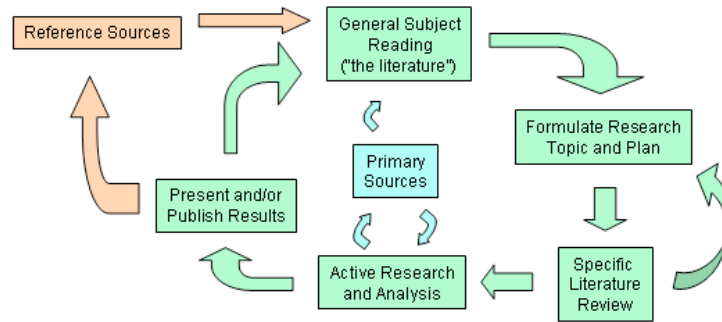 Reference Sources
General Subject
Reading
("the literature")
Formulate Research
Topic and Plan
Primary
Sources
Present and/or
Publish Results
Active Research
and Analysis
Specific
Literature
Review